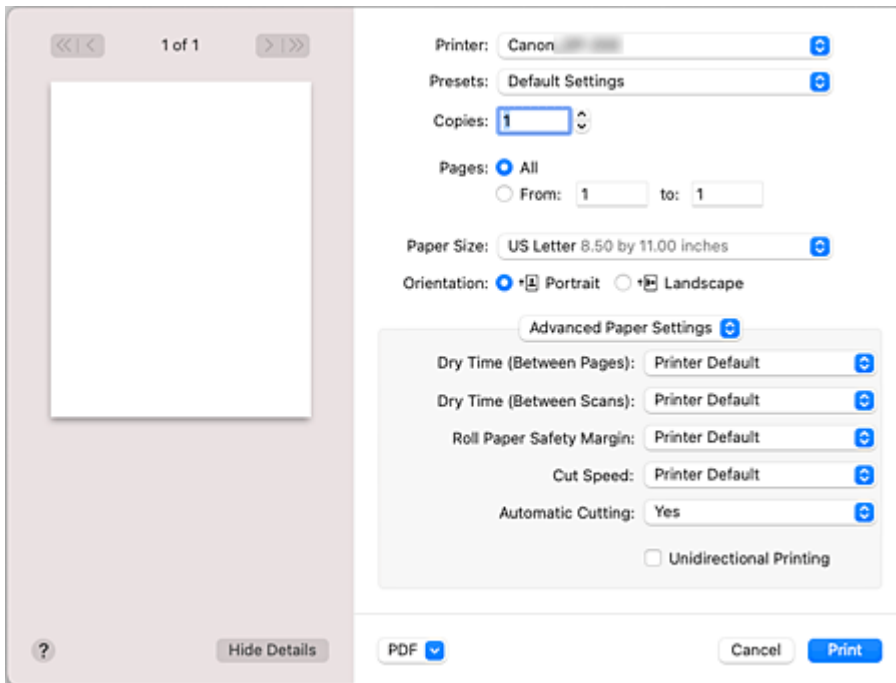 1 of 1
Printer: Canon
Presets: Default Settings
Copies: 1
Pages: All
From: 1 to: 1
Paper Size: US Letter 8.50 by 11.00 inches
Orientation: Portrait Landscape
Advanced Paper Settings
Dry Time (Between Pages): Printer Default
Dry Time (Between Scans): Printer Default
Roll Paper Safety Margin: Printer Default
Cut Speed: Printer Default
Automatic Cutting: Yes
Unidirectional Printing
? Hide Details PDF Cancel Print